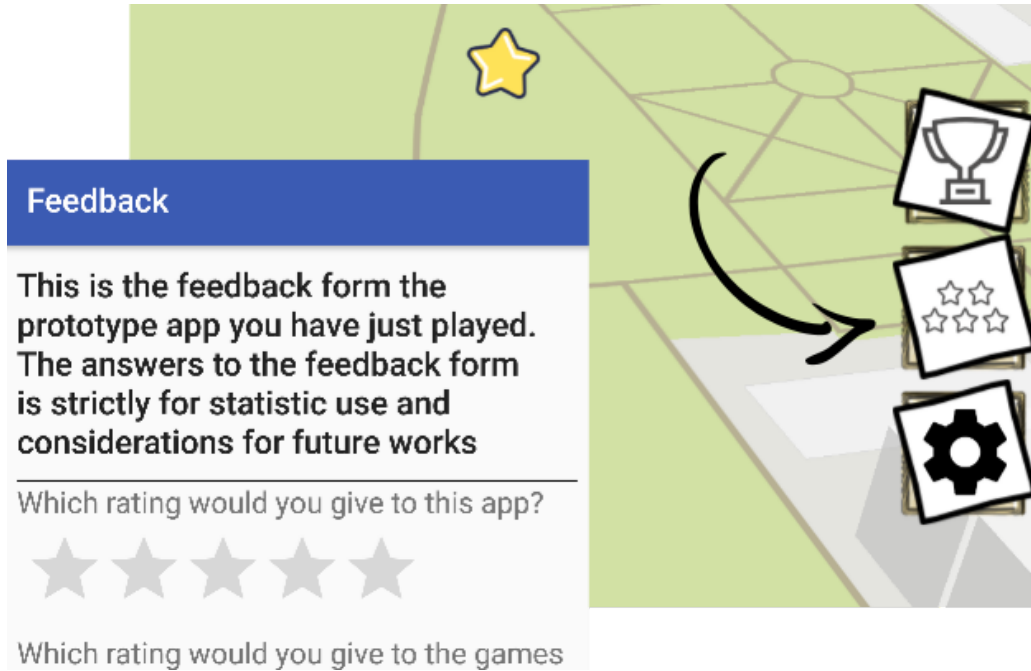 Feedback
This is the feedback form the
prototype app you have just played.
The answers to the feedback form
is strictly for statistic use and
considerations for future works
Which rating would you give to this app?
Which rating would you give to the games